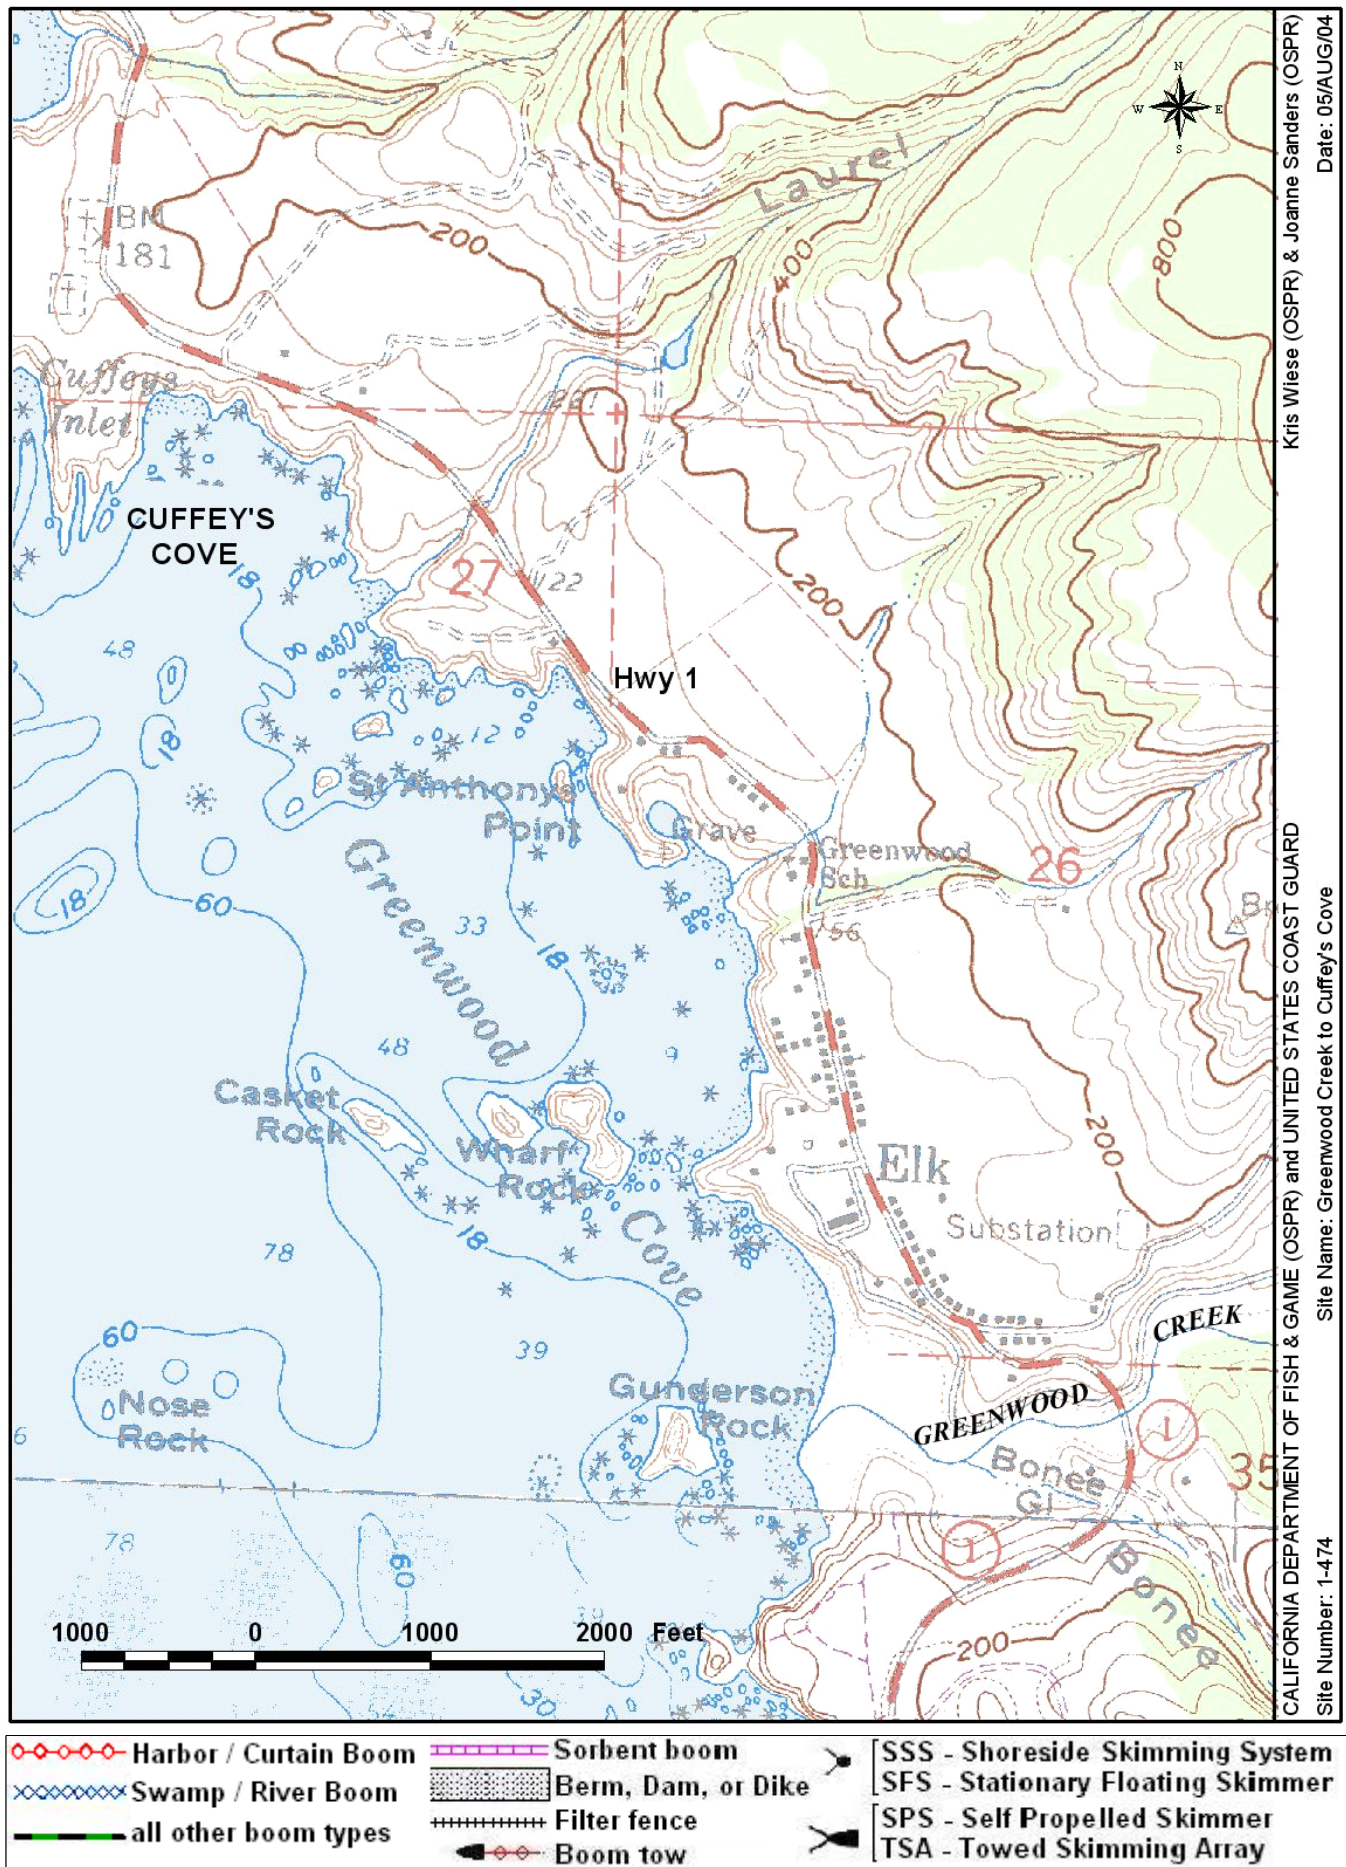 N
W E
S
Laurel
BM
181
200
400
800
Cuffeys
Inlet
CUFFEY'S
COVE
18
27
22
200
48
Hwy 1
18
12
St Anthonys
Point
Grave
Greenwood
Sch
26
18
60
Greenwood
33
156
18
48
9
Casket
Rock
Wharf
Rock
Elk
200
Cove
Substation
78
18
60
39
CREEK
Nose
Rock
Gunderson
Rock
GREENWOOD
1
6
Bonee
Gl
35
78
60
1
Bonee
1000 0 1000 2000 Feet
200
30
Kris Wiese (OSPR) & Joanne Sanders (OSPR)
Date: 05/AUG/04
CALIFORNIA DEPARTMENT OF FISH & GAME (OSPR) and UNITED STATES COAST GUARD
Site Number: 1-474
Site Name: Greenwood Creek to Cuffey's Cove
Harbor / Curtain Boom
Swamp / River Boom
all other boom types
Sorbent boom
Berm, Dam, or Dike
Filter fence
Boom tow
SSS - Shoreside Skimming System
SFS - Stationary Floating Skimmer
SPS - Self Propelled Skimmer
TSA - Towed Skimming Array